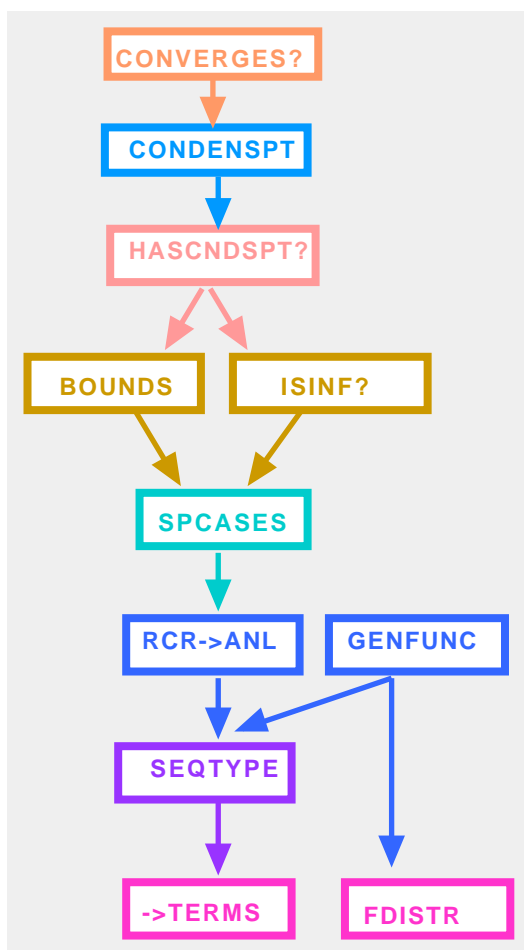 CONVERGES?
CONDENSPT
HASCNDSPT?
BOUNDS
ISINF?
SPCASES
RCR->ANL
GENFUNC
SEQTYPE
->TERMS
FDISTR